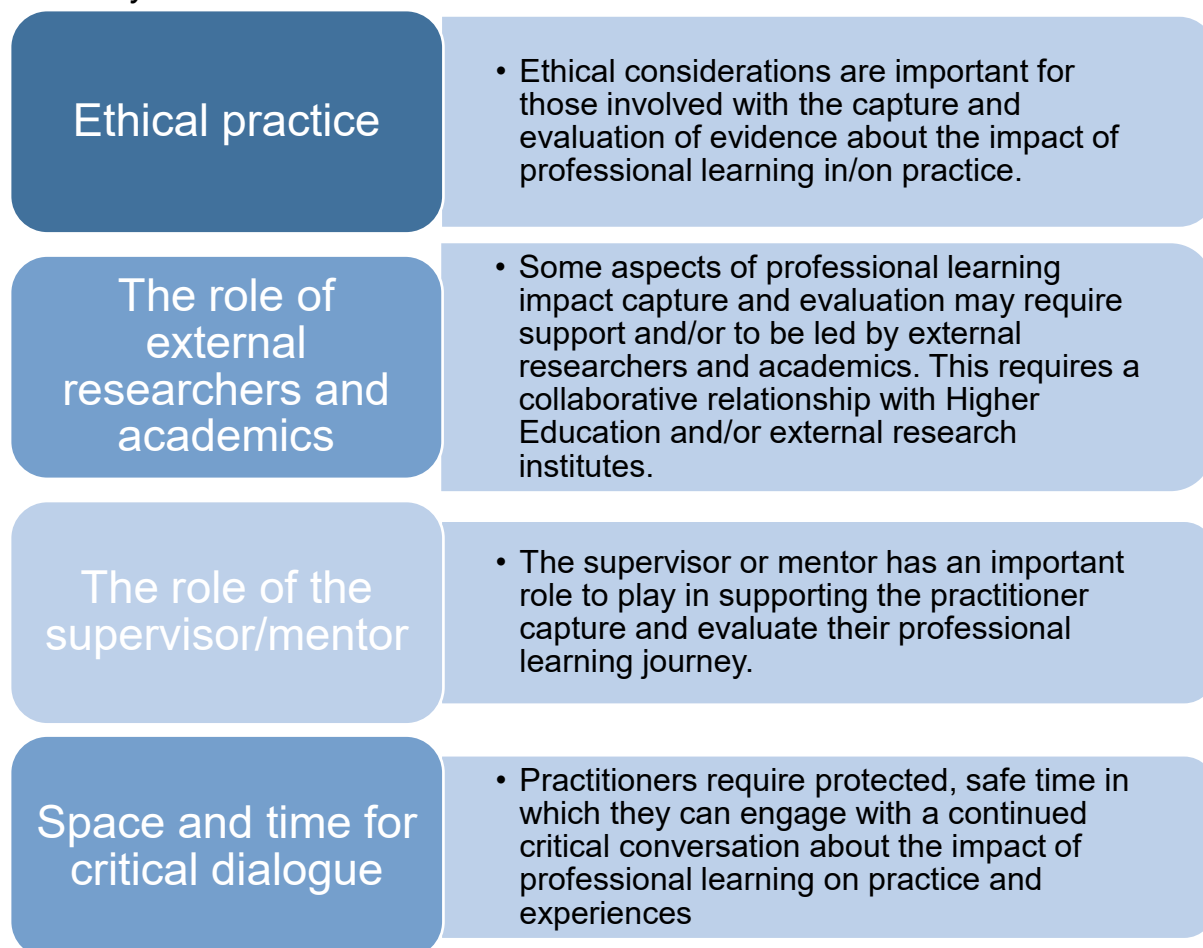 Ethical practice
• Ethical considerations are important for
those involved with the capture and
evaluation of evidence about the impact of
professional learning in/on practice.
The role of
external
researchers and
academics
• Some aspects of professional learning
impact capture and evaluation may require
support and/or to be led by external
researchers and academics. This requires a
collaborative relationship with Higher
Education and/or external research
institutes.
The role of the
supervisor/mentor
• The supervisor or mentor has an important
role to play in supporting the practitioner
capture and evaluate their professional
learning journey.
Space and time for
critical dialogue
• Practitioners require protected, safe time in
which they can engage with a continued
critical conversation about the impact of
professional learning on practice and
experiences